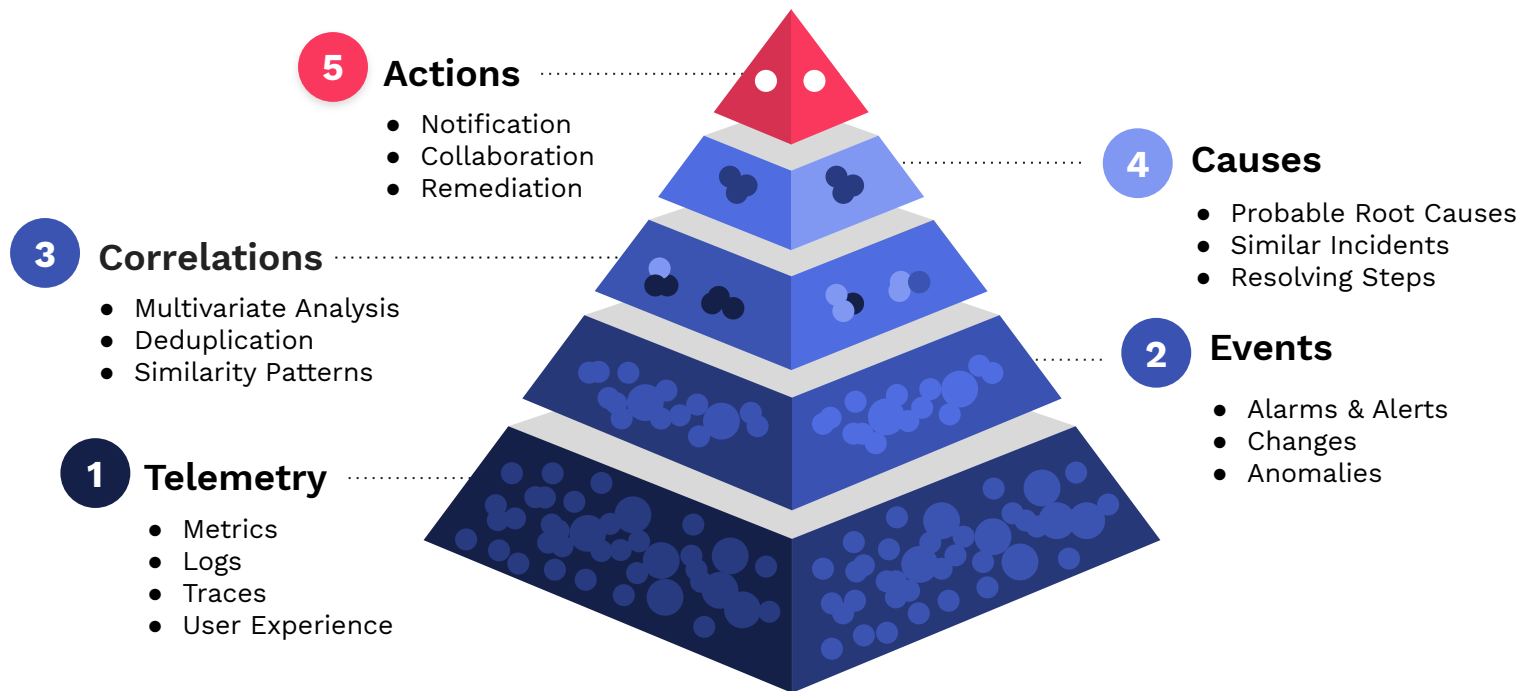 5
Actions
● Notification
● Collaboration
● Remediation
4
Causes
● Probable Root Causes
● Similar Incidents
● Resolving Steps
3
Correlations
● Multivariate Analysis
● Deduplication
● Similarity Patterns
2
Events
● Alarms & Alerts
● Changes
● Anomalies
1
Telemetry
● Metrics
● Logs
● Traces
● User Experience